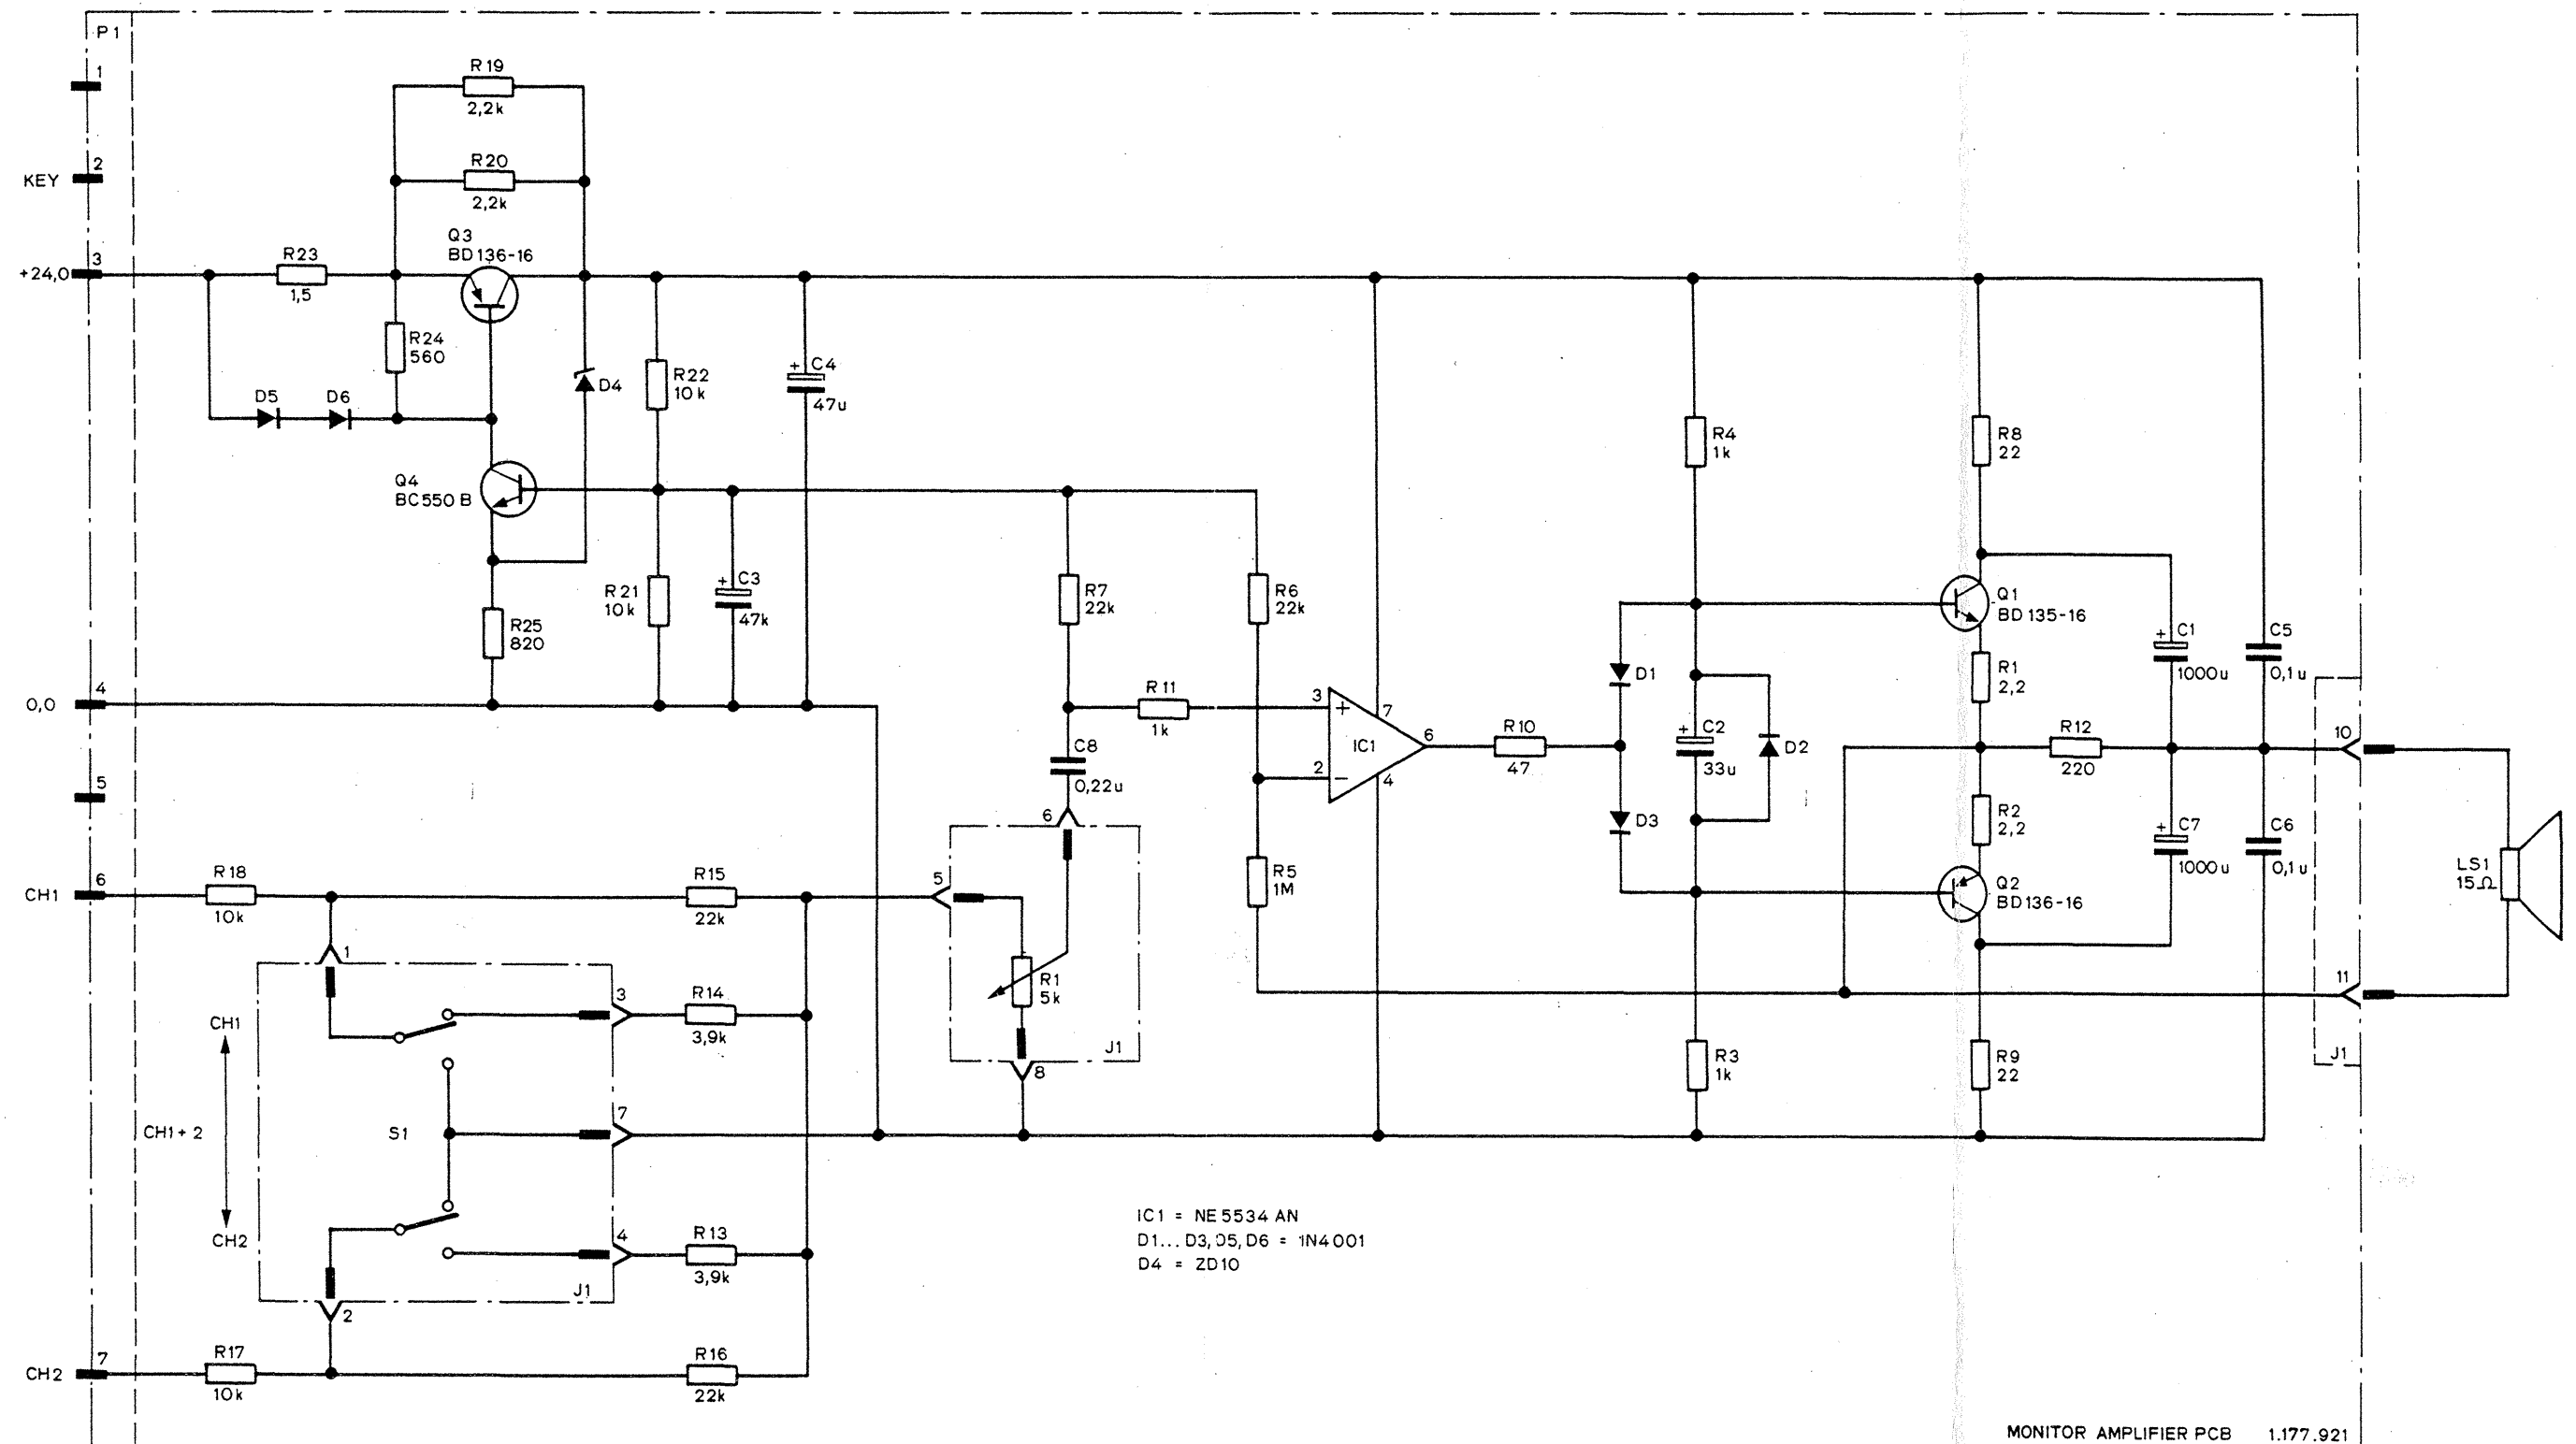 P1
1
R19
2,2k
2
KEY
R20
2,2k
Q3
BD136-16
3
+24,0
R23
1,5
R24
560
D5
D6
D4
R22
10k
+
C4
47u
Q4
BC550 B
R25
820
R21
10k
+
C3
47k
4
0,0
5
R7
22k
R6
22k
R11
1k
C8
0,22u
3
+
2
-
IC1
7
4
6
R10
47
R4
1k
D1
D3
+
C2
33u
D2
R8
22
Q1
BD135-16
R1
2,2
R12
220
R2
2,2
Q2
BD136-16
+
C1
1000u
C5
0,1u
+
C7
1000u
C6
0,1u
10
11
J1
LS1
15Ω
R5
1M
R3
1k
R9
22
CH1
6
R18
10k
R15
22k
5
6
R1
5k
J1
8
1
3
R14
3,9k
CH1
CH1+2
CH2
S1
7
4
R13
3,9k
J1
2
CH2
7
R17
10k
R16
22k
IC1 = NE5534 AN
D1...D3,D5,D6 = 1N4001
D4 = ZD10
MONITOR AMPLIFIER PCB 1.177.921